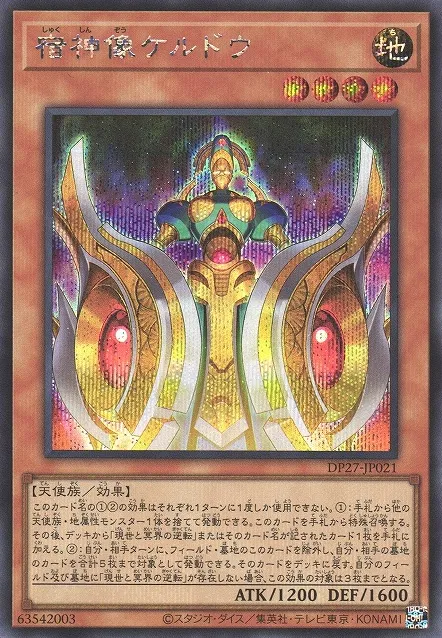 宿神像ケルドウ
地
DP27-JP021
【天使族／効果】
このカード名の①②の効果はそれぞれ1ターンに1度しか使用できない。①：手札から他の
天使族・地属性モンスター1体を捨てて発動できる。このカードを手札から特殊召喚する。
その後、デッキから「現世と冥界の逆転」またはそのカード名が記されたカード1枚を手札に
加える。②：自分・相手ターンに、フィールド・墓地のこのカードを除外し、自分・相手の墓地
のカードを合計5枚まで対象として発動できる。そのカードをデッキに戻す。自分のフィー
ルド及び墓地に「現世と冥界の逆転」が存在しない場合、この効果の対象は3枚までとなる。
ATK/1200 DEF/1600
63542003
©スタジオ・ダイス／集英社・テレビ東京・KONAMI